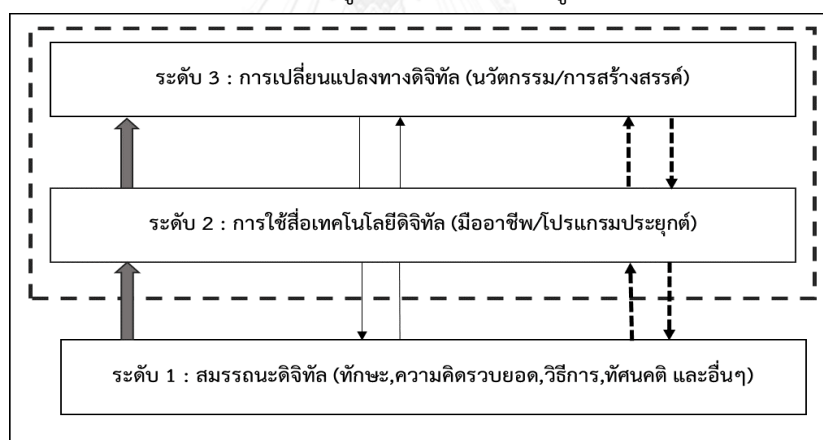 ระดับ 3 : การเปลี่ยนแปลงทางดิจิทัล (นวัตกรรม/การสร้างสรรค์)
ระดับ 2 : การใช้สื่อเทคโนโลยีดิจิทัล (มืออาชีพ/โปรแกรมประยุกต์)
ระดับ 1 : สมรรถนะดิจิทัล (ทักษะ,ความคิดรวบยอด,วิธีการ,ทัศนคติ และอื่นๆ)